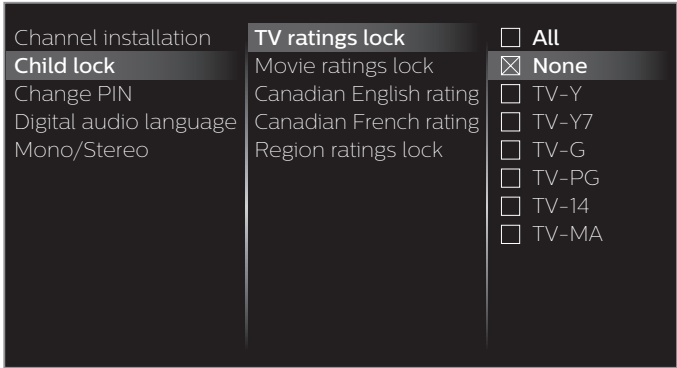 Channel installation
Child lock
Change PIN
Digital audio language
Mono/Stereo
TV ratings lock
Movie ratings lock
Canadian English rating
Canadian French rating
Region ratings lock
All
None
TV-Y
TV-Y7
TV-G
TV-PG
TV-14
TV-MA